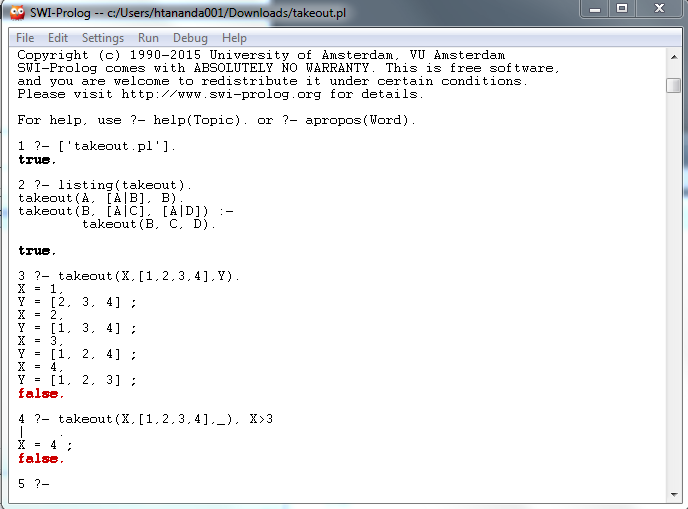 SWI-Prolog -- c:/Users/htananda001/Downloads/takeout.pl
File Edit Settings Run Debug Help
Copyright (c) 1990-2015 University of Amsterdam, VU Amsterdam
SWI-Prolog comes with ABSOLUTELY NO WARRANTY. This is free software,
and you are welcome to redistribute it under certain conditions.
Please visit http://www.swi-prolog.org for details.
For help, use ?- help(Topic). or ?- apropos(Word).
1 ?- ['takeout.pl'].
true.
2 ?- listing(takeout).
takeout(A, [A|B], B).
takeout(B, [A|C], [A|D]) :-
takeout(B, C, D).
true.
3 ?- takeout(X,[1,2,3,4],Y).
X = 1,
Y = [2, 3, 4] ;
X = 2,
Y = [1, 3, 4] ;
X = 3,
Y = [1, 2, 4] ;
X = 4,
Y = [1, 2, 3] ;
false.
4 ?- takeout(X,[1,2,3,4],_), X>3
| .
X = 4 ;
false.
5 ?-